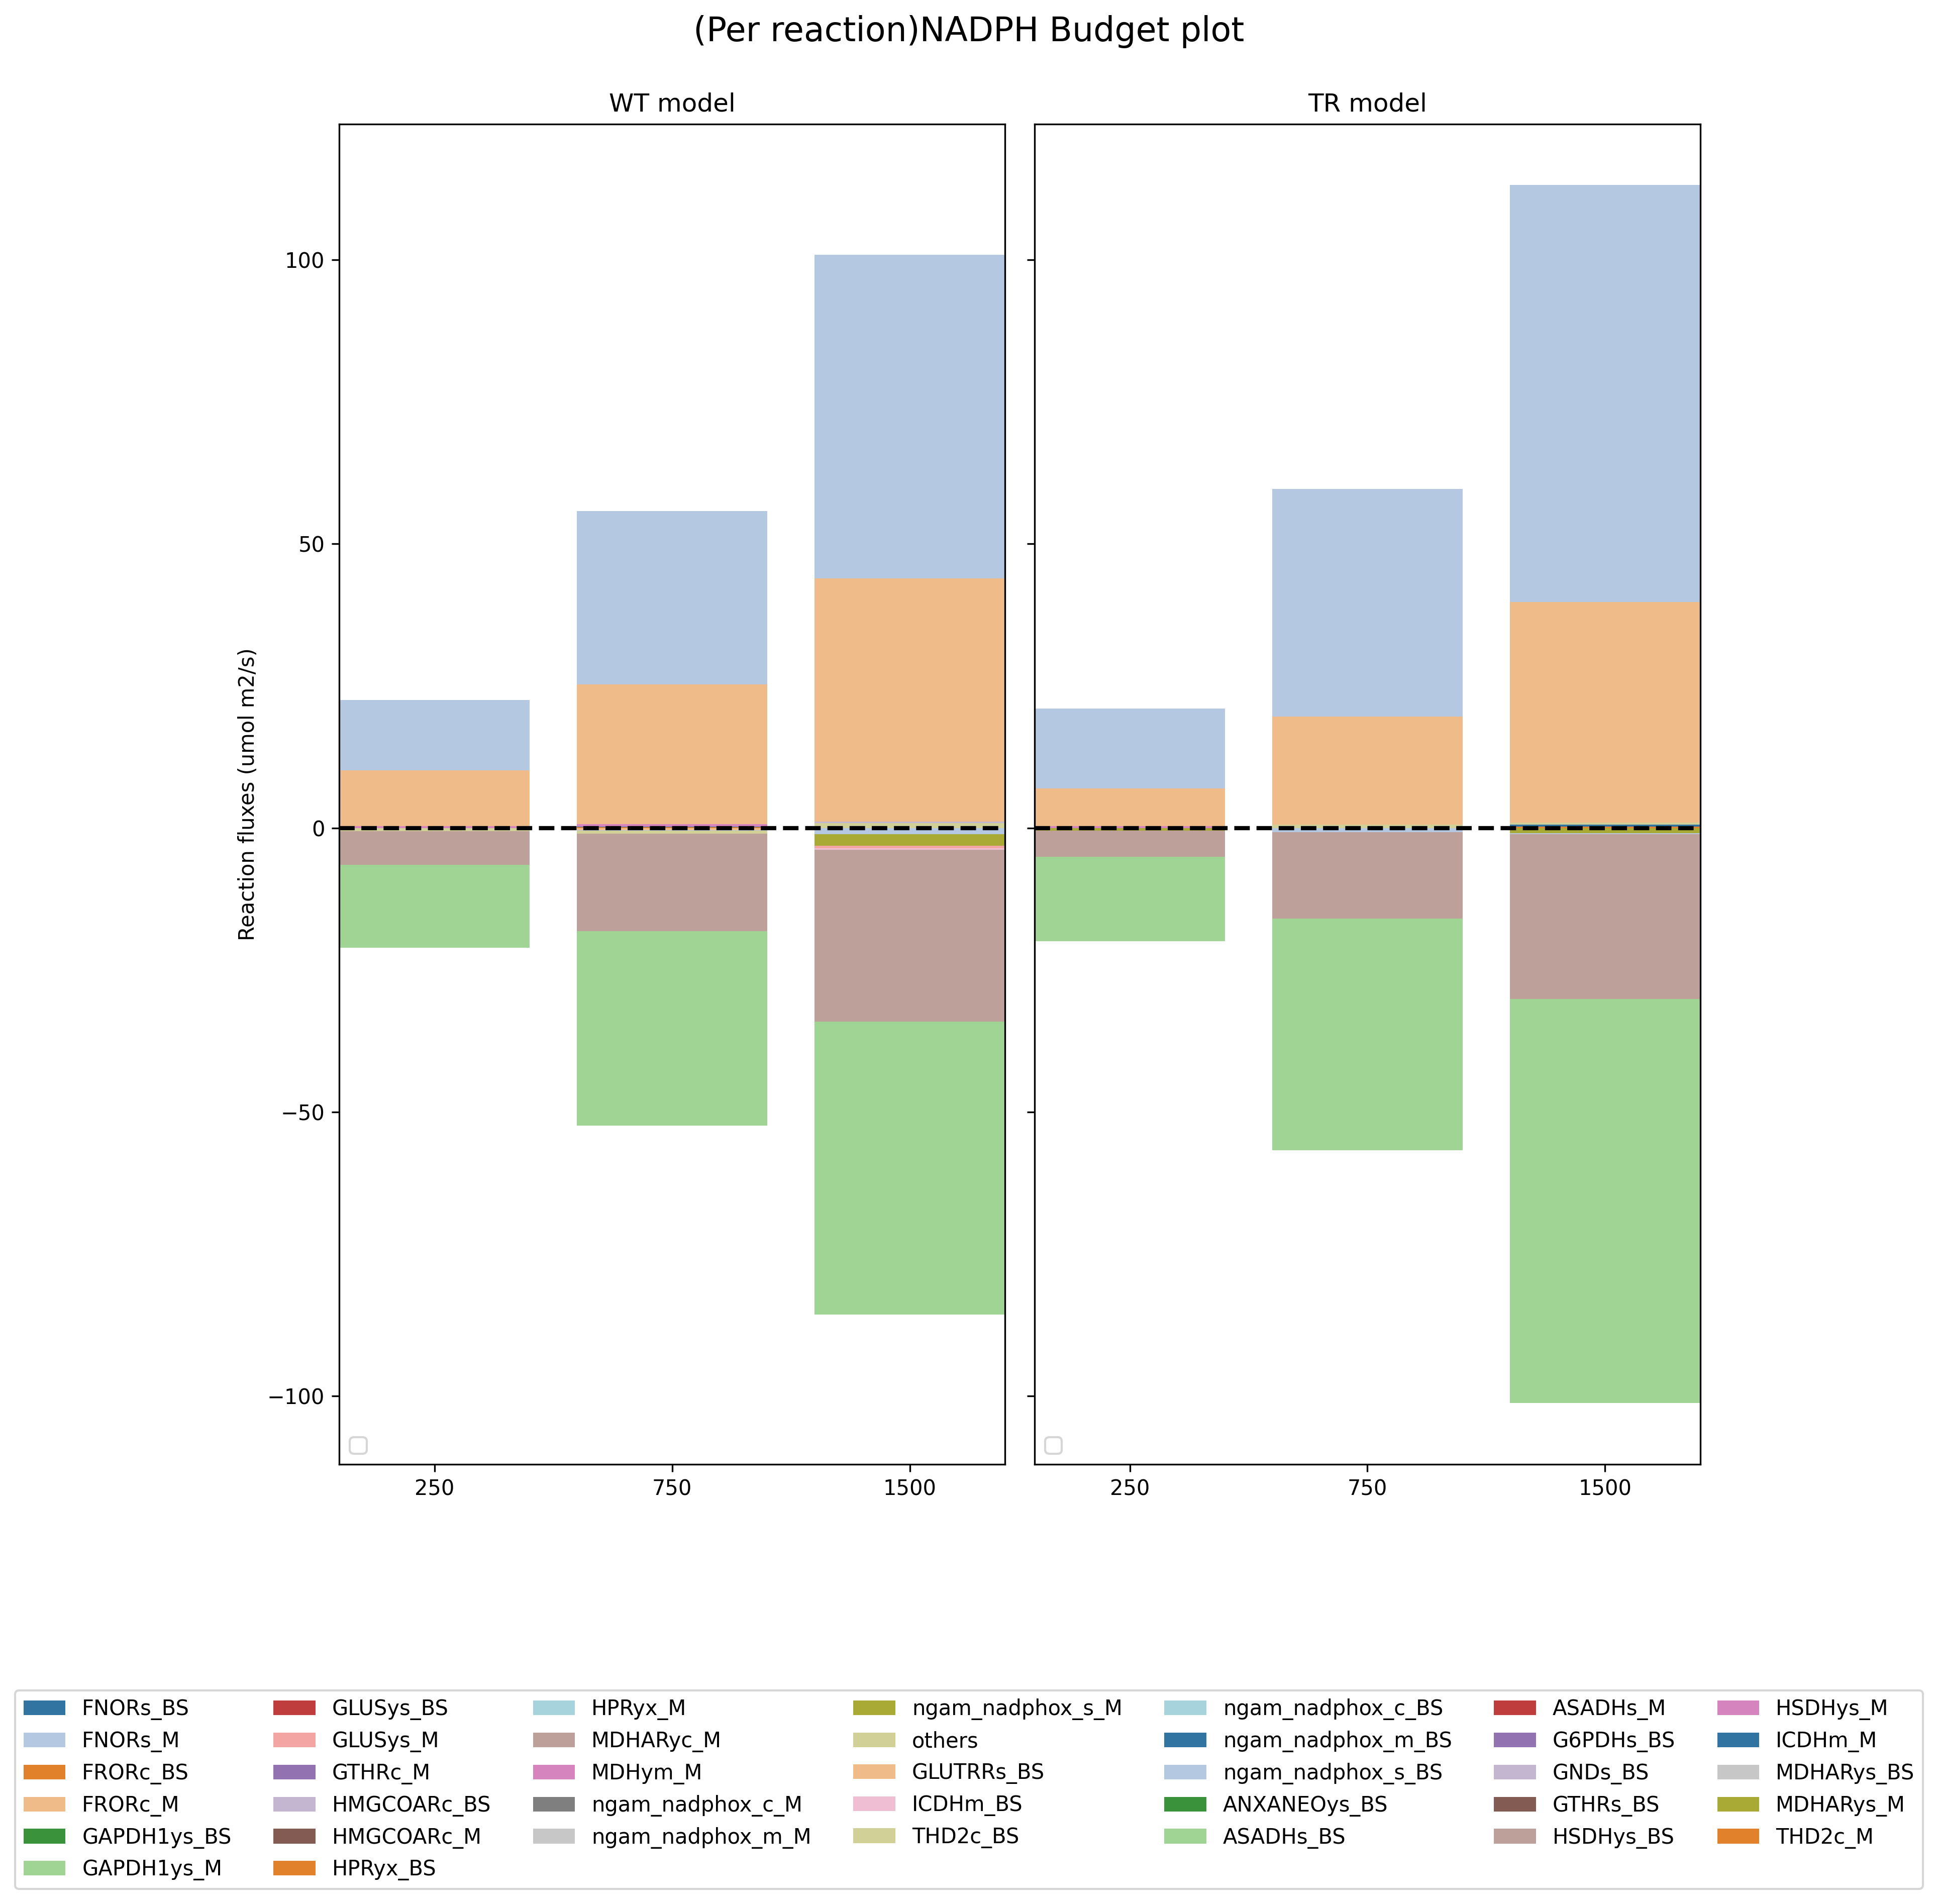 (Per reaction)NADPH Budget plot
WT model
TR model
Reaction fluxes (umol m2/s)
100
50
0
−50
−100
250
750
1500
250
750
1500
FNORs_BS
FNORs_M
FRORc_BS
FRORc_M
GAPDH1ys_BS
GAPDH1ys_M
GLUSys_BS
GLUSys_M
GTHRc_M
HMGCOARc_BS
HMGCOARc_M
HPRyx_BS
HPRyx_M
MDHARyc_M
MDHym_M
ngam_nadphox_c_M
ngam_nadphox_m_M
ngam_nadphox_s_M
others
GLUTRRs_BS
ICDHm_BS
THD2c_BS
ngam_nadphox_c_BS
ngam_nadphox_m_BS
ngam_nadphox_s_BS
ANXANEOys_BS
ASADHs_BS
ASADHs_M
G6PDHs_BS
GNDs_BS
GTHRs_BS
HSDHys_BS
HSDHys_M
ICDHm_M
MDHARys_BS
MDHARys_M
THD2c_M